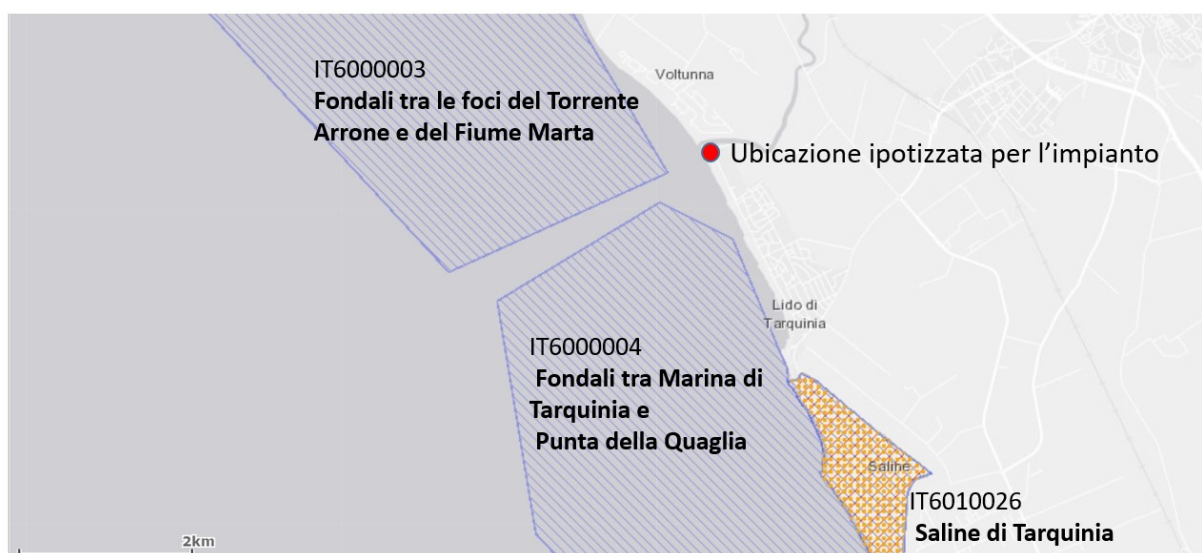 IT6000003
Fondali tra le foci del Torrente
Arrone e del Fiume Marta
Voltunna
Ubicazione ipotizzata per l'impianto
Lido di
Tarquinia
IT6000004
Fondali tra Marina di
Tarquinia e
Punta della Quaglia
Saline
IT6010026
Saline di Tarquinia
2km